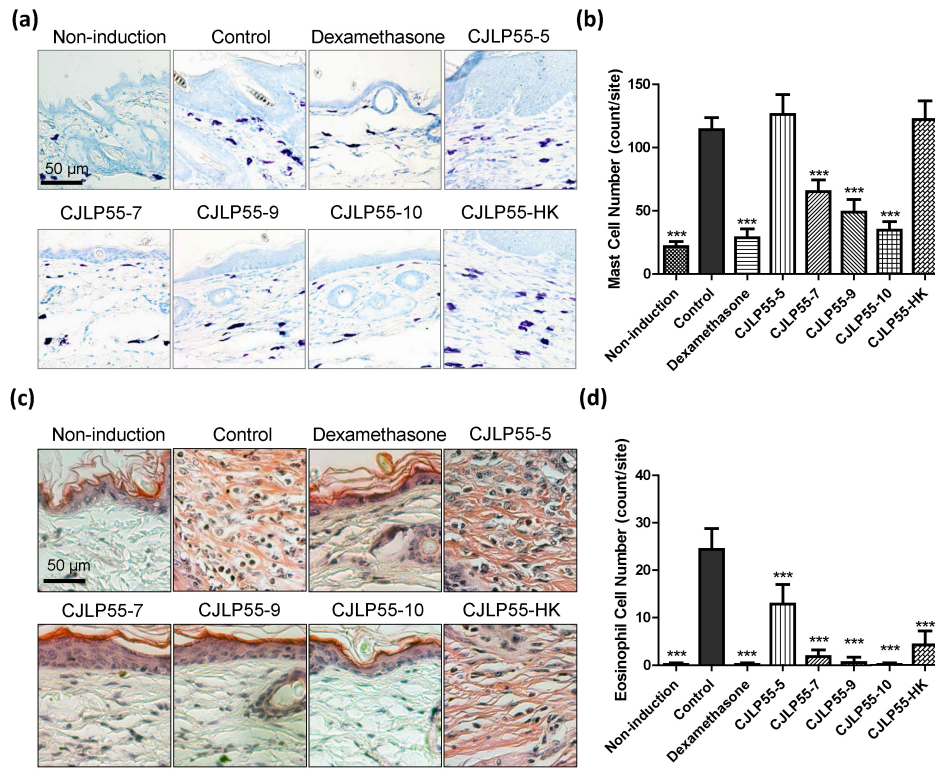 (a)
Non-induction Control Dexamethasone CJLP55-5
50 µm
CJLP55-7 CJLP55-9 CJLP55-10 CJLP55-HK
(b)
Mast Cell Number (count/site)
150
100
50
0
***
***
***
***
***
Non-induction
Control
Dexamethasone
CJLP55-5
CJLP55-7
CJLP55-9
CJLP55-10
CJLP55-HK
(c)
Non-induction Control Dexamethasone CJLP55-5
50 µm
CJLP55-7 CJLP55-9 CJLP55-10 CJLP55-HK
(d)
Eosinophil Cell Number (count/site)
40
30
20
10
0
***
***
***
***
***
***
***
Non-induction
Control
Dexamethasone
CJLP55-5
CJLP55-7
CJLP55-9
CJLP55-10
CJLP55-HK